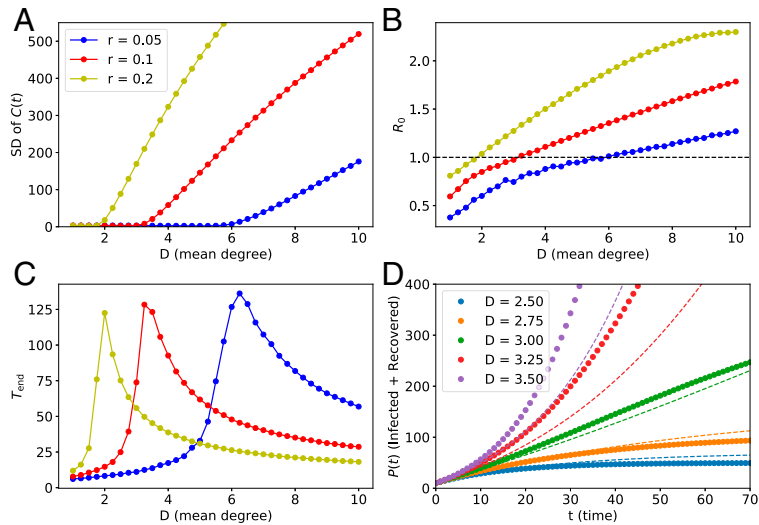 A
SD of C(t)
500
400
300
200
100
0
r = 0.05
r = 0.1
r = 0.2
2
4
6
8
10
D (mean degree)
B
R₀
2.0
1.5
1.0
0.5
2
4
6
8
10
D (mean degree)
C
T_end
125
100
75
50
25
0
2
4
6
8
10
D (mean degree)
D
P(t) (Infected + Recovered)
400
300
200
100
0
D = 2.50
D = 2.75
D = 3.00
D = 3.25
D = 3.50
0
10
20
30
40
50
60
70
t (time)